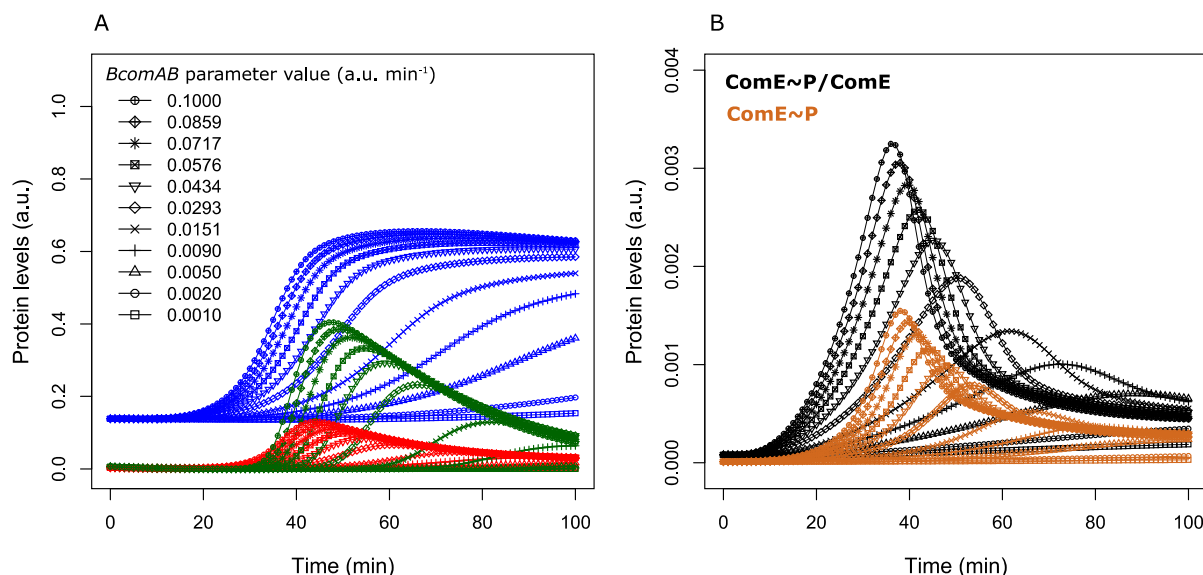 A
BcomAB parameter value (a.u. min⁻¹)
0.1000
0.0859
0.0717
0.0576
0.0434
0.0293
0.0151
0.0090
0.0050
0.0020
0.0010
Protein levels (a.u.)
1.0
0.8
0.6
0.4
0.2
0.0
0 20 40 60 80 100
Time (min)
B
ComE~P/ComE
ComE~P
Protein levels (a.u.)
0.004
0.003
0.002
0.001
0.000
0 20 40 60 80 100
Time (min)